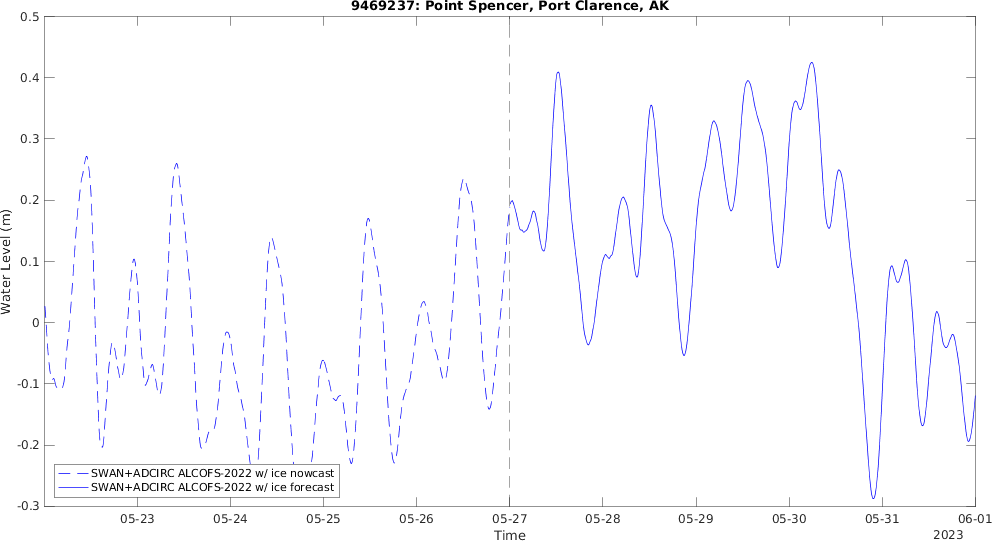 9469237: Point Spencer, Port Clarence, AK
0.5
0.4
0.3
0.2
0.1
0
-0.1
-0.2
-0.3
Water Level (m)
SWAN+ADCIRC ALCOFS-2022 w/ ice nowcast
SWAN+ADCIRC ALCOFS-2022 w/ ice forecast
05-23 05-24 05-25 05-26 05-27 05-28 05-29 05-30 05-31 06-01
Time
2023